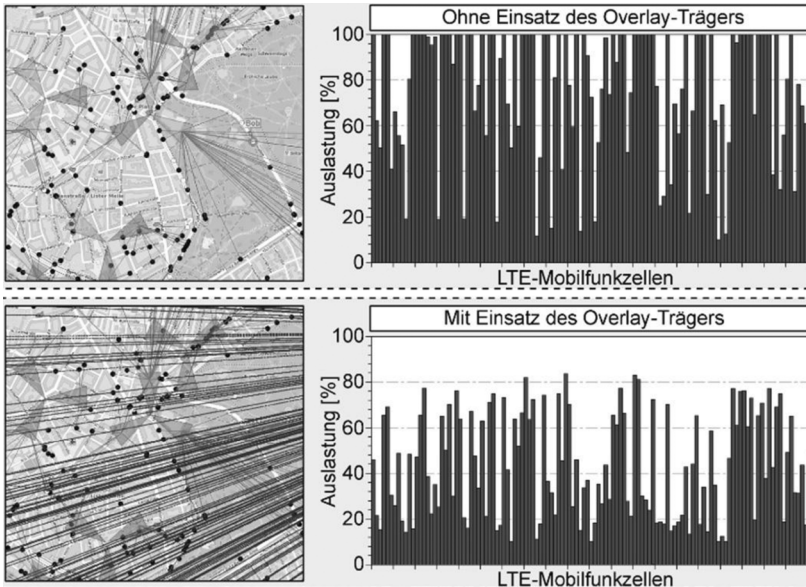 Ohne Einsatz des Overlay-Trägers
Auslastung [%]
100
80
60
40
20
0
LTE-Mobilfunkzellen
Mit Einsatz des Overlay-Trägers
Auslastung [%]
100
80
60
40
20
0
LTE-Mobilfunkzellen